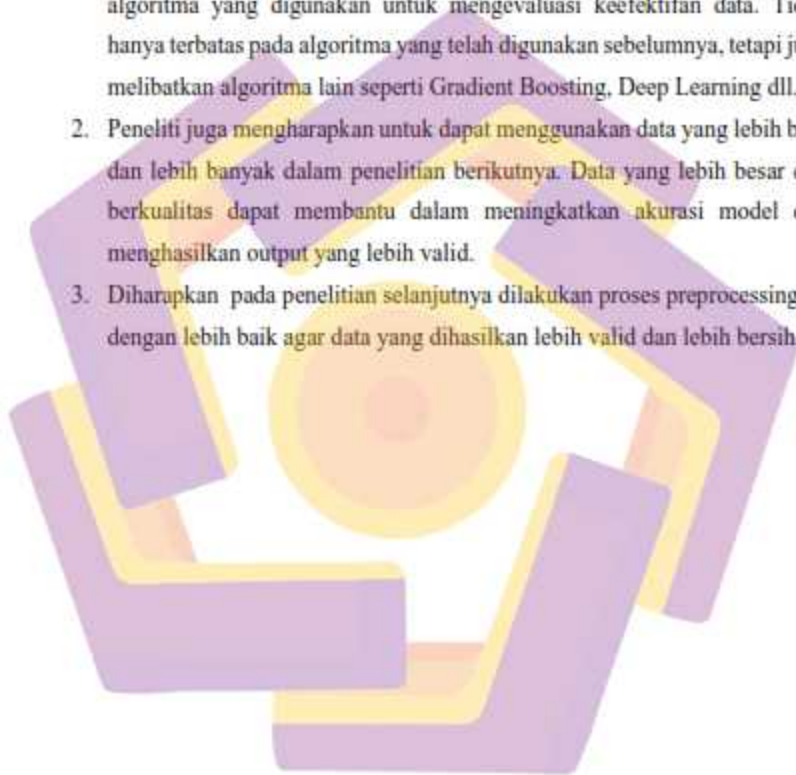 algoritma yang digunakan untuk mengevaluasi keefektifan data.
hanya terbatas pada algoritma yang telah digunakan sebelumnya, tetapi
melibatkan algoritma lain seperti Gradient Boosting, Deep Learning dll.
2. Peneliti juga mengharapkan untuk dapat menggunakan data yang lebih
dan lebih banyak dalam penelitian berikutnya. Data yang lebih besar
berkualitas dapat membantu dalam meningkatkan akurasi model
menghasilkan output yang lebih valid.
3. Diharapkan pada penelitian selanjutnya dilakukan proses preprocessing
dengan lebih baik agar data yang dihasilkan lebih valid dan lebih bersih